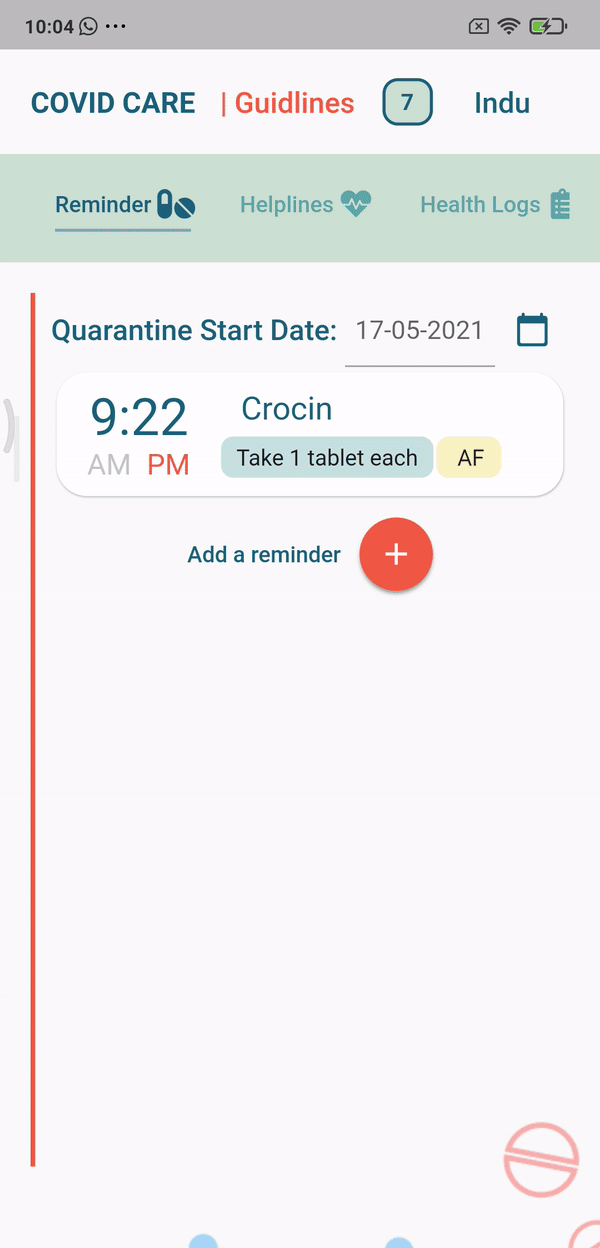 10:04
COVID CARE | Guidlines 7 Indu
Reminder Helplines Health Logs
Quarantine Start Date: 17-05-2021
9:22 Crocin
AM PM Take 1 tablet each AF
Add a reminder +